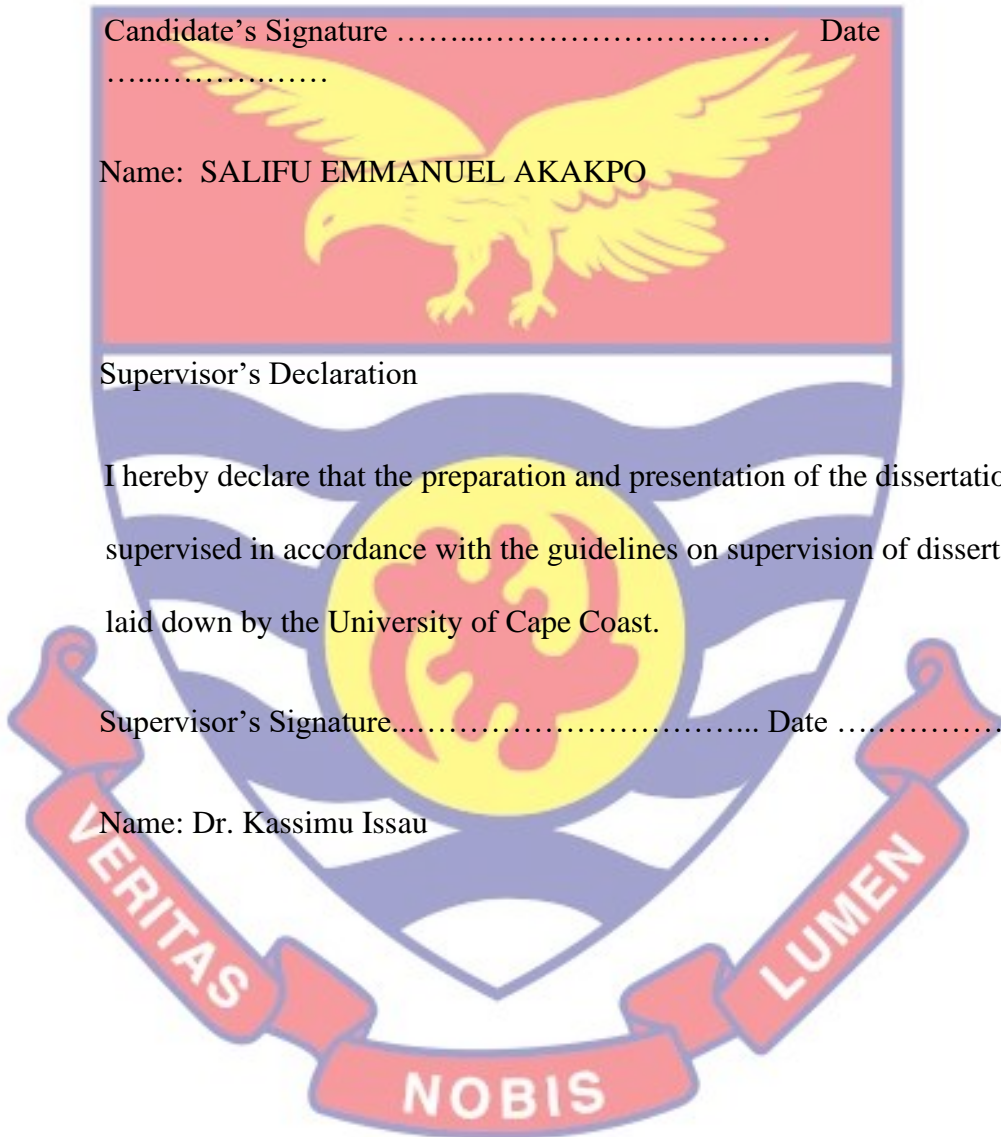 Candidate’s Signature ……...……………………… Date
…...……….……
Name: SALIFU EMMANUEL AKAKPO
Supervisor’s Declaration
I hereby declare that the preparation and presentation of the dissertatio
supervised in accordance with the guidelines on supervision of dissert
laid down by the University of Cape Coast.
Supervisor’s Signature...…………………………... Date ….…………
Name: Dr. Kassimu Issau
VERITAS
NOBIS
LUMEN